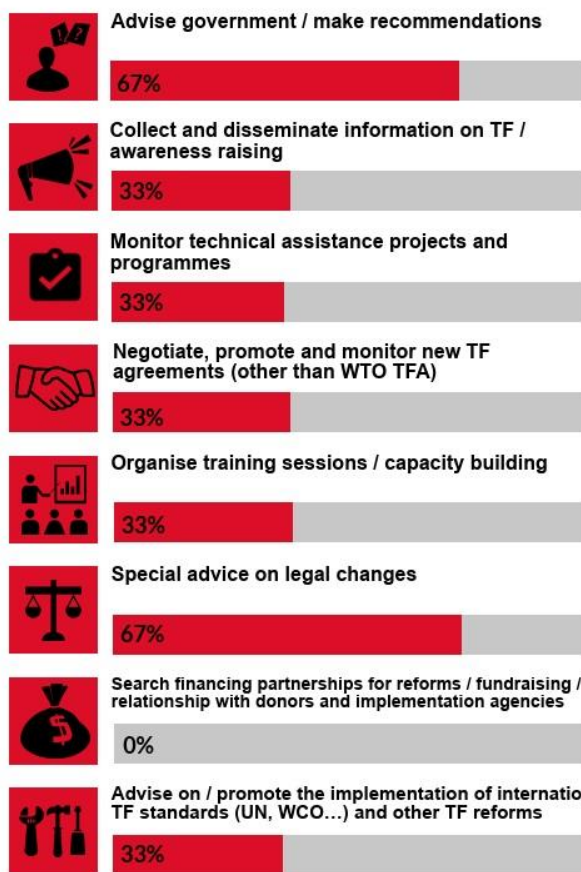 Advise government / make recommendations
67%
Collect and disseminate information on TF /
awareness raising
33%
Monitor technical assistance projects and
programmes
33%
Negotiate, promote and monitor new TF
agreements (other than WTO TFA)
33%
Organise training sessions / capacity building
33%
Special advice on legal changes
67%
Search financing partnerships for reforms / fundraising /
relationship with donors and implementation agencies
0%
Advise on / promote the implementation of internatio
TF standards (UN, WCO…) and other TF reforms
33%